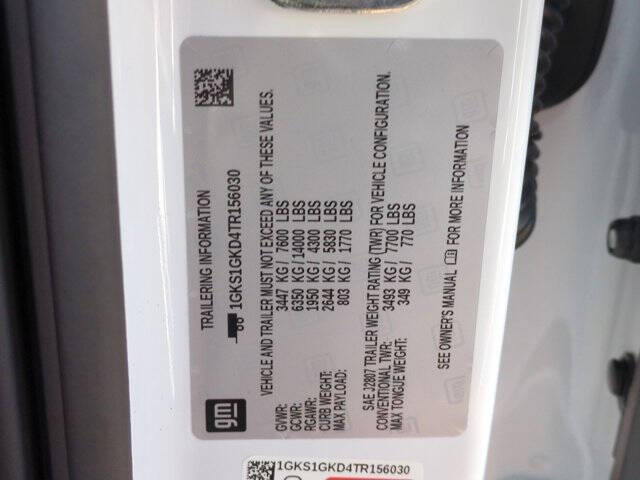 TRAILERING INFORMATION
1GKS1GKD4TR156030
VEHICLE AND TRAILER MUST NOT EXCEED ANY OF THESE VALUES.
GVWR: 3447 KG / 7600 LBS
GCWR: 6350 KG / 14000 LBS
RGAWR: 1950 KG / 4300 LBS
CURB WEIGHT: 2644 KG / 5830 LBS
MAX PAYLOAD: 803 KG / 1770 LBS
SAE J2807 TRAILER WEIGHT RATING (TWR) FOR VEHICLE CONFIGURATION.
CONVENTIONAL TWR: 3493 KG / 7700 LBS
MAX TONGUE WEIGHT: 349 KG / 770 LBS
SEE OWNER'S MANUAL FOR MORE INFORMATION
gm
1GKS1GKD4TR156030